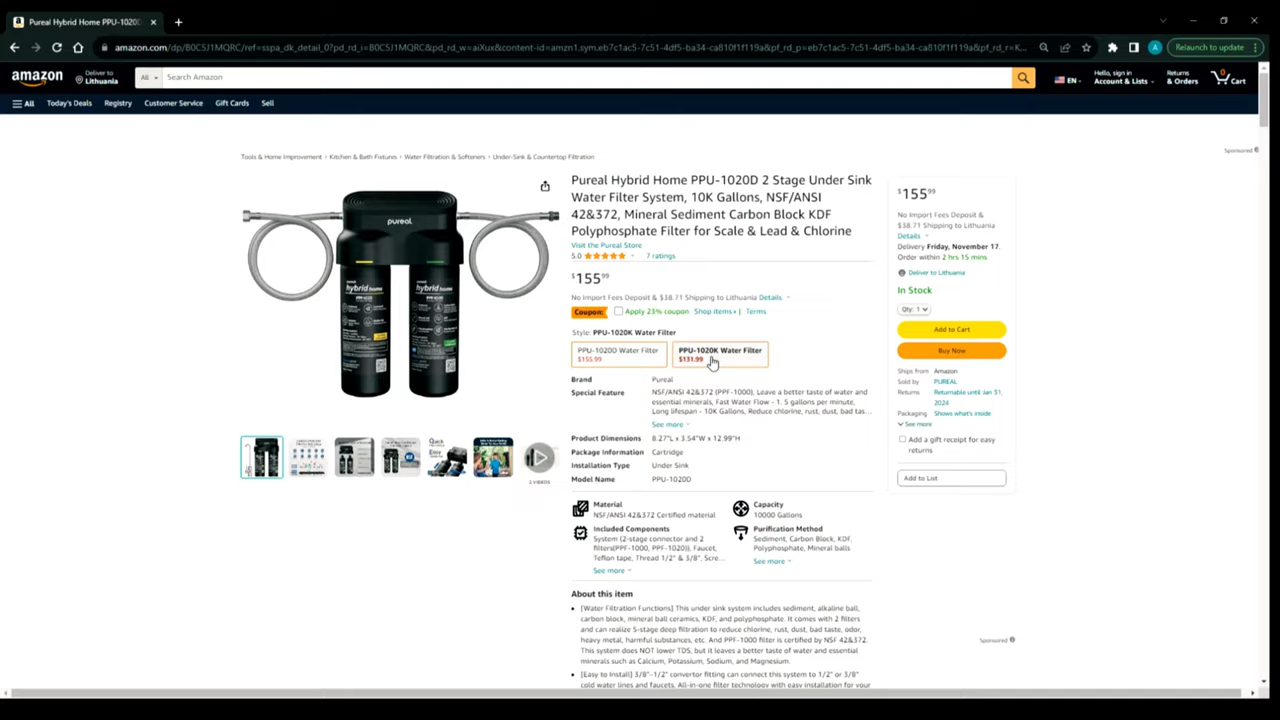 Pureal Hybrid Home PPU-1020D
amazon.com/dp/B0C5J1MQRC/ref=sspa_dk_detail_0?pd_rd_i=B0C5J1MQRC&pd_rd_w=aiXux&content-id=amzn1.sym.eb7c1ac5-7c51-4df5-ba34-ca810f1f119a&pf_rd_p=eb7c1ac5-7c51-4df5-ba34-ca810f1f119a&pf_rd_r=K...
A
Relaunch to update
amazon
Deliver to
Lithuania
All
Search Amazon
EN
Hello, sign in
Account & Lists
Returns
& Orders
0
Cart
All
Today's Deals
Registry
Customer Service
Gift Cards
Sell
Sponsored
Tools & Home Improvement › Kitchen & Bath Fixtures › Water Filtration & Softeners › Under-Sink & Countertop Filtration
pureal
hybrid home
hybrid home
2 VIDEOS
Pureal Hybrid Home PPU-1020D 2 Stage Under Sink
Water Filter System, 10K Gallons, NSF/ANSI
42&372, Mineral Sediment Carbon Block KDF
Polyphosphate Filter for Scale & Lead & Chlorine
Visit the Pureal Store
5.0
7 ratings
$155.99
No Import Fees Deposit & $38.71 Shipping to Lithuania Details
Coupon:
Apply 23% coupon
Shop items ›
|
Terms
Style: PPU-1020K Water Filter
PPU-1020D Water Filter
$155.99
PPU-1020K Water Filter
$131.99
Brand
Pureal
Special Feature
NSF/ANSI 42&372 (PPF-1000), Leave a better taste of water and
essential minerals, Fast Water Flow - 1. 5 gallons per minute,
Long lifespan - 10K Gallons, Reduce chlorine, rust, dust, bad tas...
See more
Product Dimensions
8.27"L x 3.54"W x 12.99"H
Package Information
Cartridge
Installation Type
Under Sink
Model Name
PPU-1020D
Material
NSF/ANSI 42&372 Certified material
Capacity
10000 Gallons
Included Components
System (2-stage connector and 2
filters(PPF-1000, PPF-1020)), Faucet,
Teflon tape, Thread 1/2" & 3/8", Scre...
See more
Purification Method
Sediment, Carbon Block, KDF,
Polyphosphate, Mineral balls
See more
About this item
[Water Filtration Functions] This under sink system includes sediment, alkaline ball,
carbon block, mineral ball ceramics, KDF, and polyphosphate. It comes with 2 filters
and can realize 5-stage deep filtration to reduce chlorine, rust, dust, bad taste, odor,
heavy metal, harmful substances, etc. And PPF-1000 filter is certified by NSF 42&372.
This system does NOT lower TDS, but it leaves a better taste of water and essential
minerals such as Calcium, Potassium, Sodium, and Magnesium.
[Easy to Install] 3/8"-1/2" convertor fitting can connect this system to 1/2" or 3/8"
cold water lines and faucets. All-in-one filter technology with easy installation for your
$155.99
No Import Fees Deposit &
$38.71 Shipping to Lithuania
Details
Delivery Friday, November 17.
Order within 2 hrs 15 mins
Deliver to Lithuania
In Stock
Qty: 1
Add to Cart
Buy Now
Ships from
Amazon
Sold by
PUREAL
Returns
Returnable until Jan 31,
2024
Packaging
Shows what's inside
See more
Add a gift receipt for easy
returns
Add to List
Sponsored